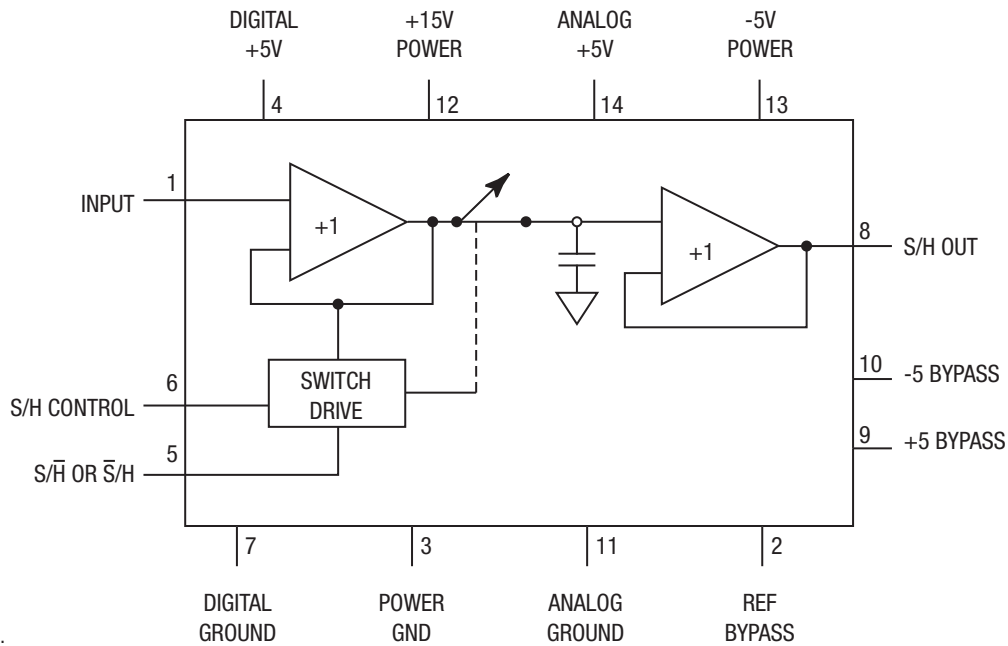 DIGITAL
+5V
+15V
POWER
ANALOG
+5V
-5V
POWER
4
12
14
13
1
INPUT
+1
+1
8
S/H OUT
SWITCH
DRIVE
6
S/H CONTROL
5
S/H̅ OR S̅/H
10
-5 BYPASS
9
+5 BYPASS
7
3
11
2
DIGITAL
GROUND
POWER
GND
ANALOG
GROUND
REF
BYPASS
.